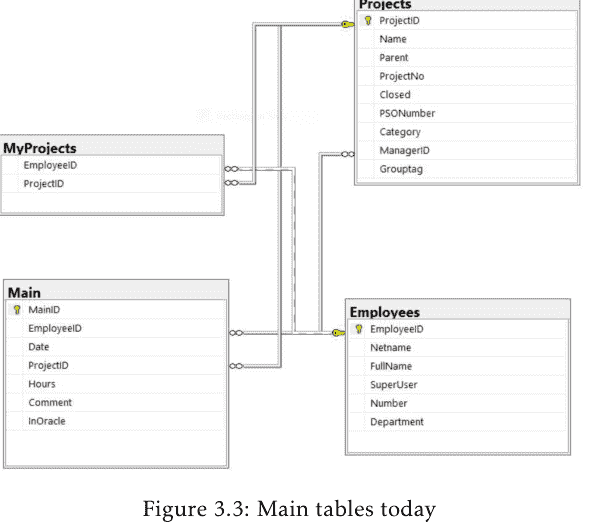 Projects
ProjectID
Name
Parent
ProjectNo
Closed
PSONumber
Category
ManagerID
Grouptag
MyProjects
EmployeeID
ProjectID
Main
MainID
EmployeeID
Date
ProjectID
Hours
Comment
InOracle
Employees
EmployeeID
Netname
FullName
SuperUser
Number
Department
Figure 3.3: Main tables today